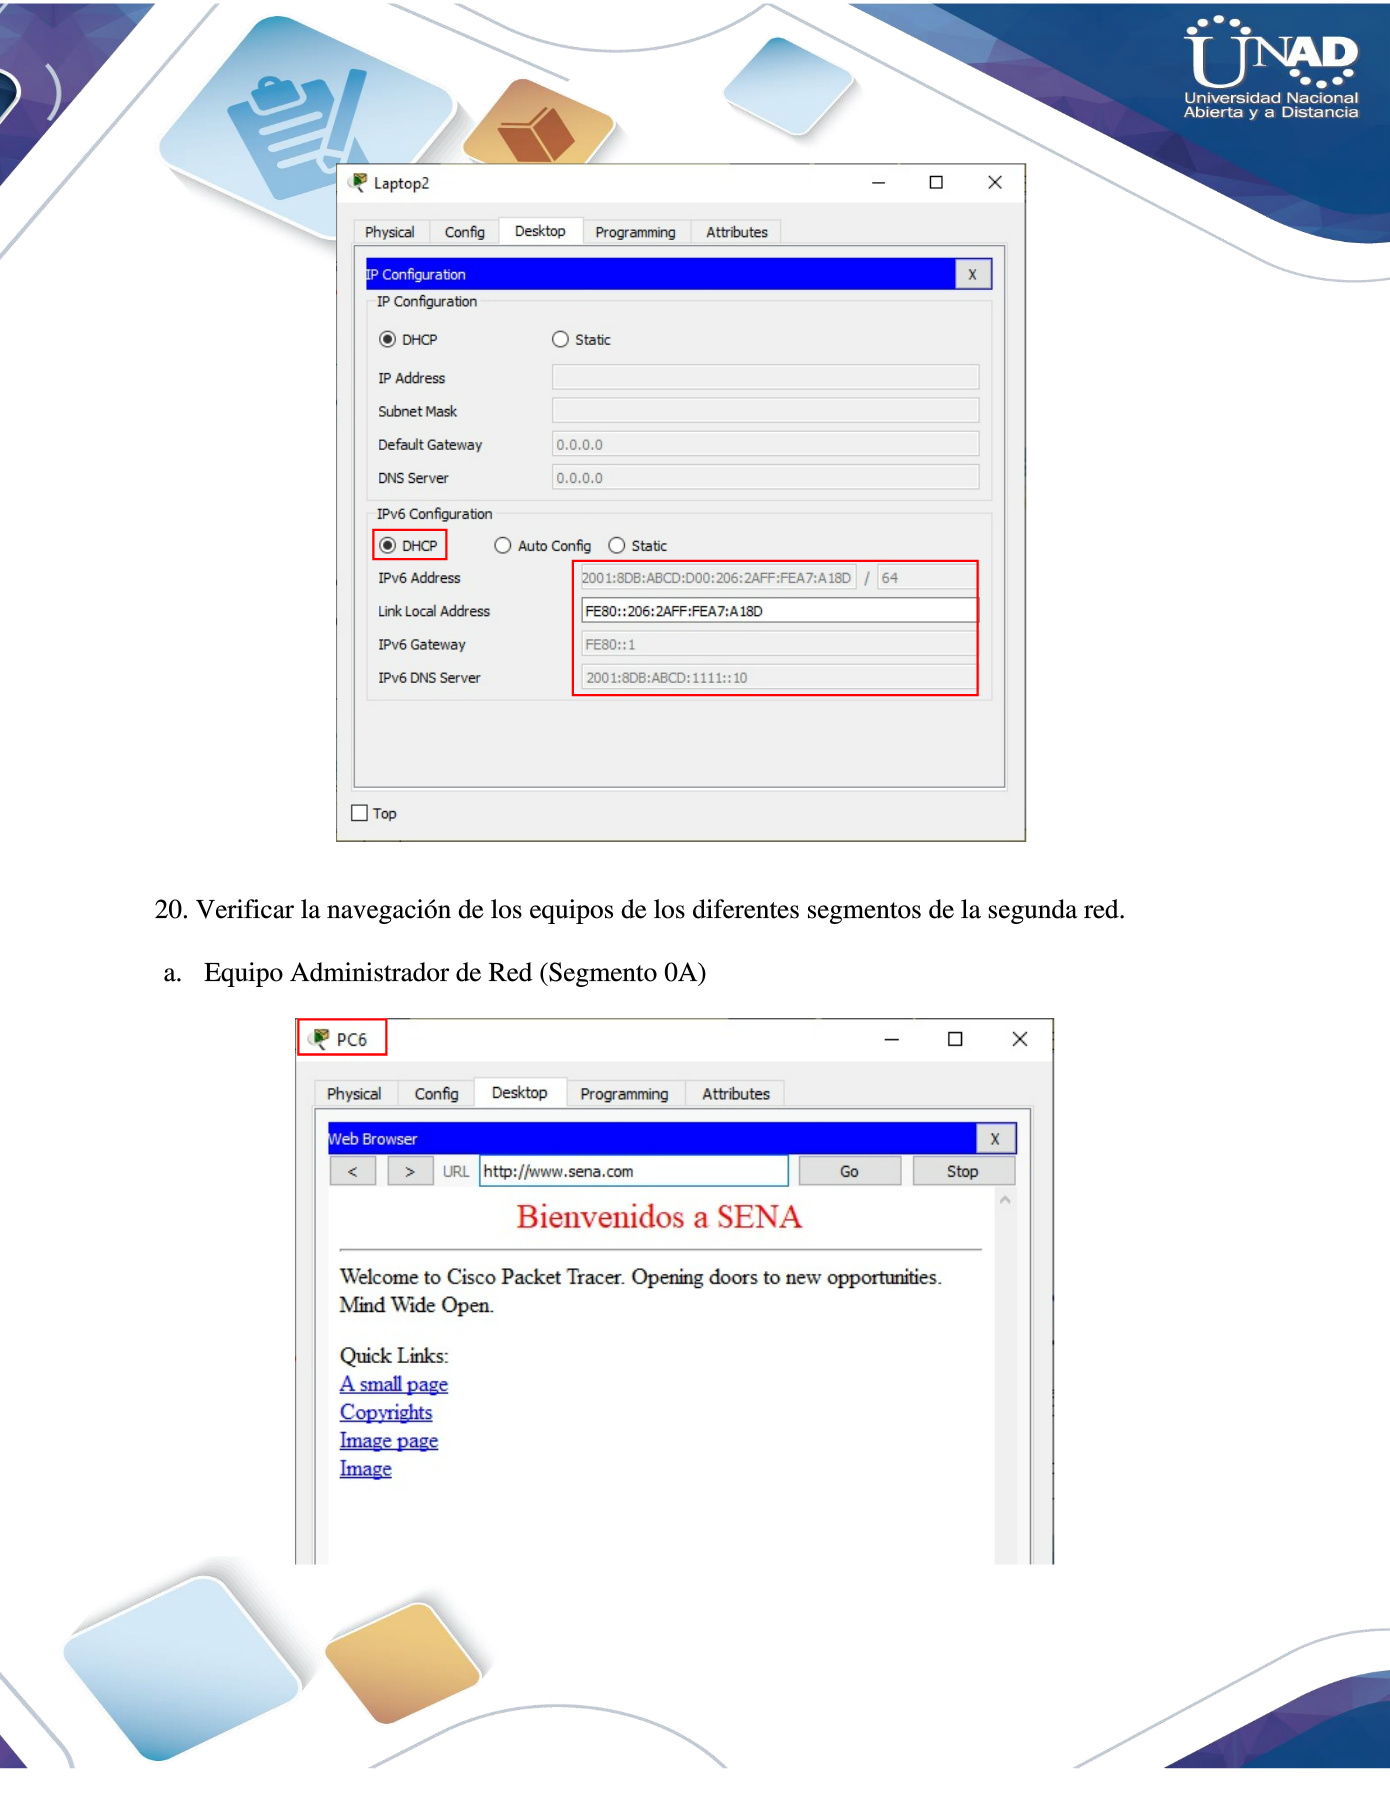 UNAD
Universidad Nacional
Abierta y a Distancia
Laptop2
Physical Config Desktop Programming Attributes
IP Configuration X
IP Configuration
DHCP Static
IP Address
Subnet Mask
Default Gateway 0.0.0.0
DNS Server 0.0.0.0
IPv6 Configuration
DHCP Auto Config Static
IPv6 Address 2001:8DB:ABCD:D00:206:2AFF:FEA7:A18D / 64
Link Local Address FE80::206:2AFF:FEA7:A18D
IPv6 Gateway FE80::1
IPv6 DNS Server 2001:8DB:ABCD:1111::10
Top
20. Verificar la navegación de los equipos de los diferentes segmentos de la segunda red.
a. Equipo Administrador de Red (Segmento 0A)
PC6
Physical Config Desktop Programming Attributes
Web Browser X
< > URL http://www.sena.com Go Stop
Bienvenidos a SENA
Welcome to Cisco Packet Tracer. Opening doors to new opportunities.
Mind Wide Open.
Quick Links:
A small page
Copyrights
Image page
Image